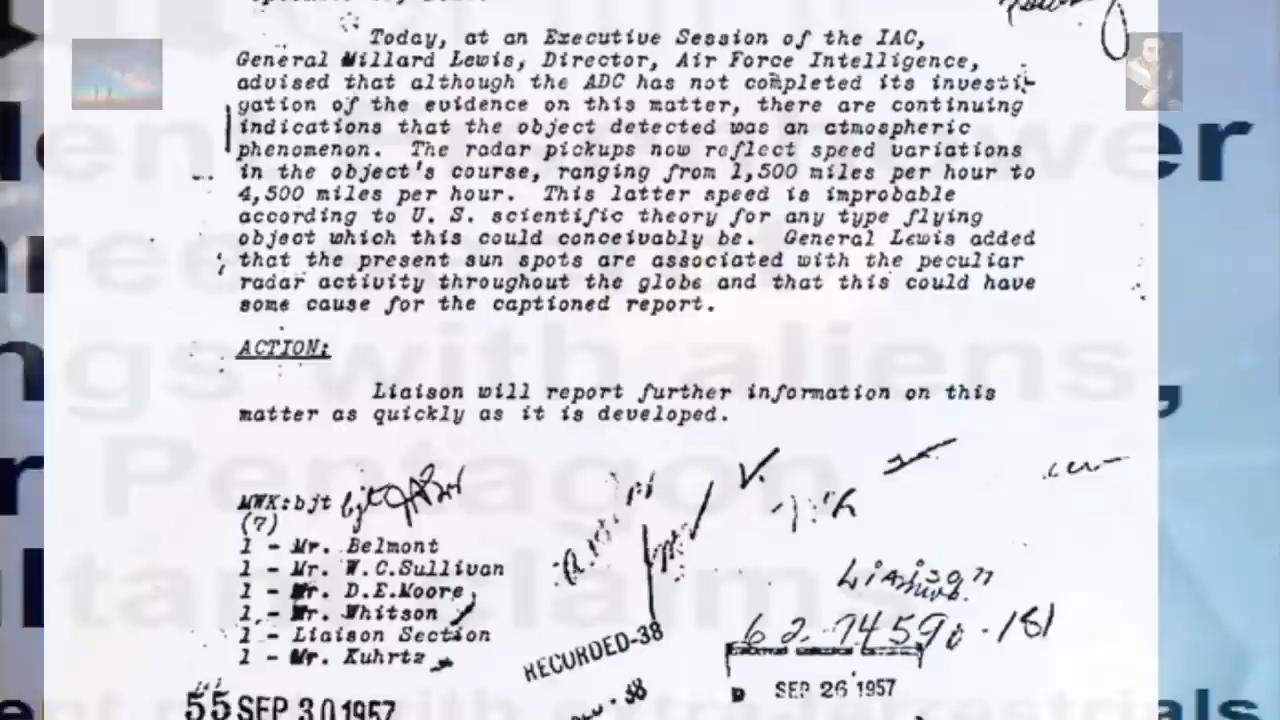 Today, at an Executive Session of the IAC,
General Millard Lewis, Director, Air Force Intelligence,
advised that although the ADC has not completed its investi-
gation of the evidence on this matter, there are continuing
indications that the object detected was an atmospheric
phenomenon. The radar pickups now reflect speed variations
in the object's course, ranging from 1,500 miles per hour to
4,500 miles per hour. This latter speed is improbable
according to U. S. scientific theory for any type flying
object which this could conceivably be. General Lewis added
that the present sun spots are associated with the peculiar
radar activity throughout the globe and that this could have
some cause for the captioned report.
ACTION:
Liaison will report further information on this
matter as quickly as it is developed.
MWK:bjt
(7)
1 - Mr. Belmont
1 - Mr. W.C.Sullivan
1 - Mr. D.E.Moore
1 - Mr. Whitson
1 - Liaison Section
1 - Mr. Kuhrtz
Liaison
RECORDED-38
181
SEP 26 1957
55 SEP 30 1957
gs with aliens
Pentagon
claims